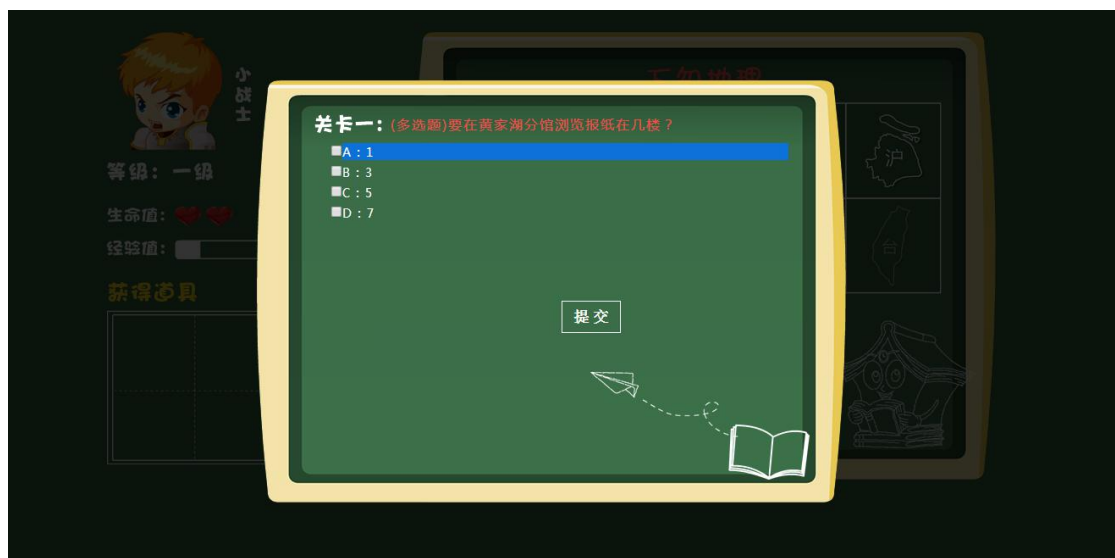 小战士
等级：一级
生命值：
经验值：
获得道具
关卡一：(多选题)要在黄家湖分馆浏览报纸在几楼？
A：1
B：3
C：5
D：7
提 交
沪
台